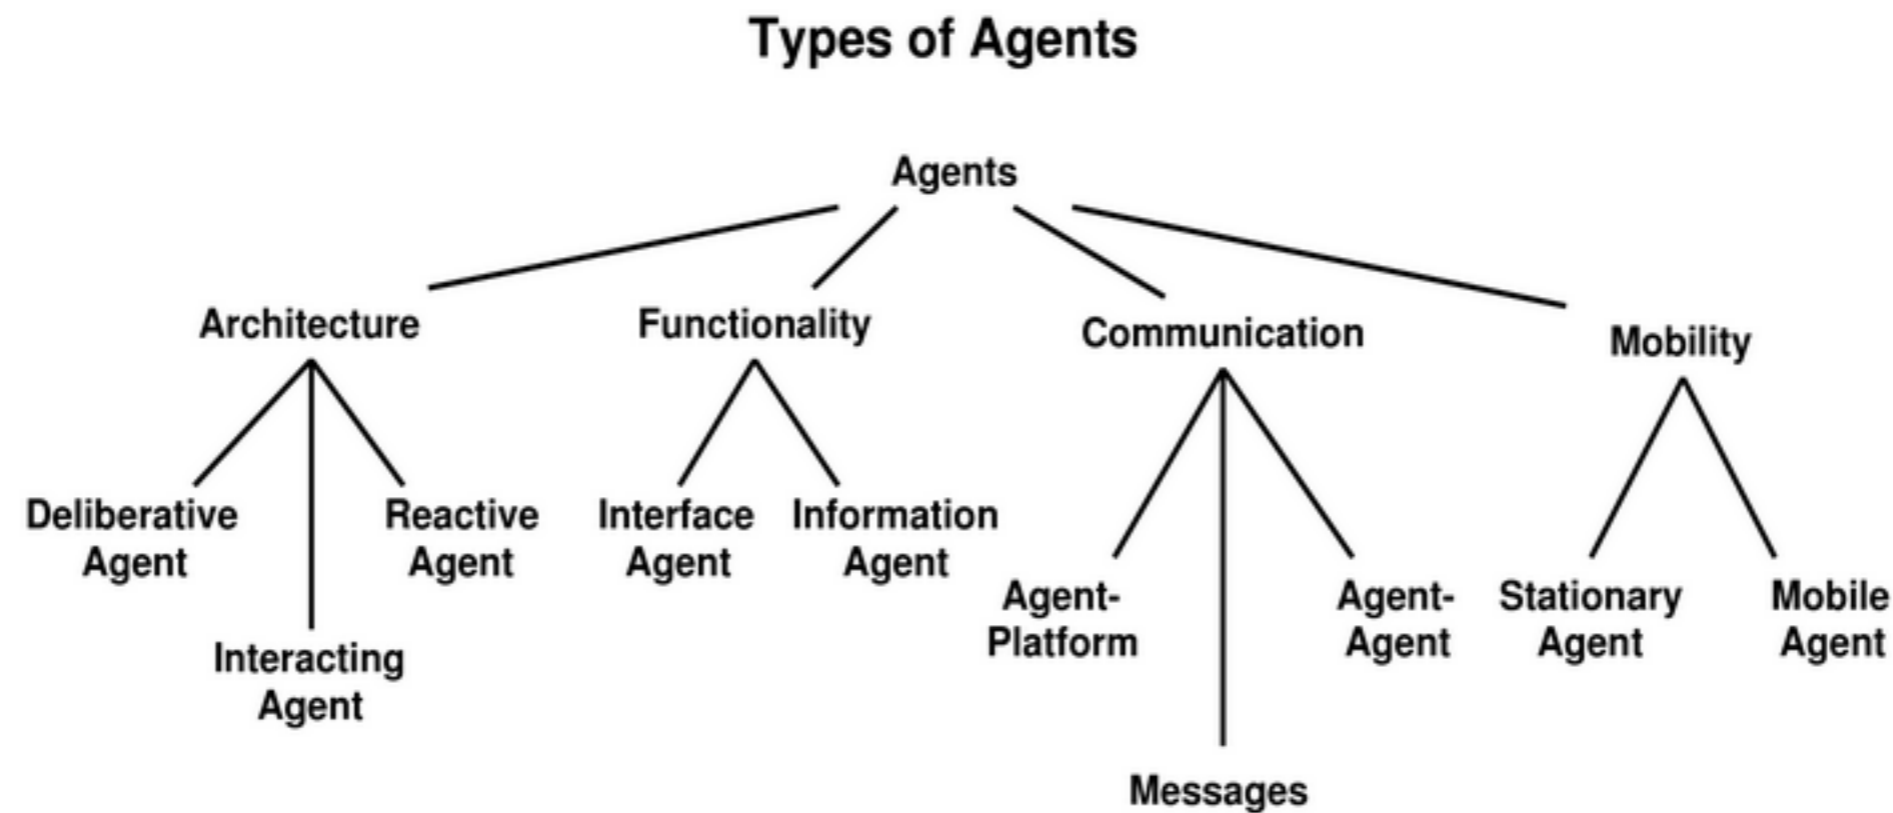 Types of Agents
Agents
Architecture
Functionality
Communication
Mobility
Deliberative
Agent
Reactive
Agent
Interacting
Agent
Interface
Agent
Information
Agent
Agent-
Platform
Agent-
Agent
Messages
Stationary
Agent
Mobile
Agent